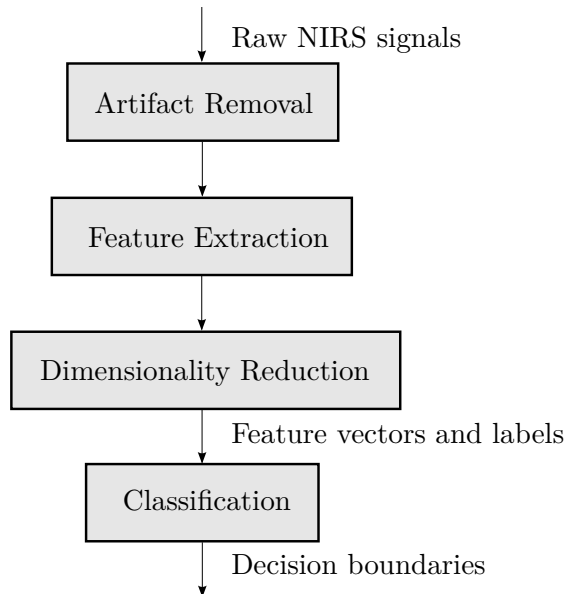 Raw NIRS signals
Artifact Removal
Feature Extraction
Dimensionality Reduction
Feature vectors and labels
Classification
Decision boundaries